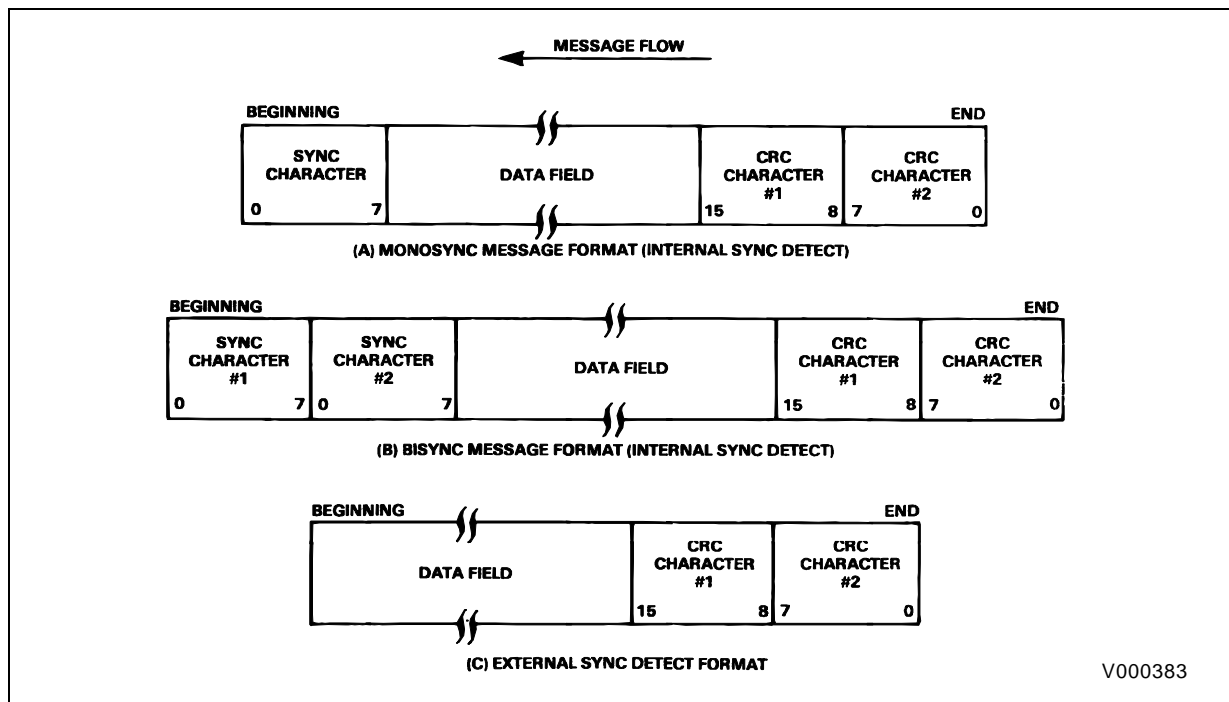 MESSAGE FLOW
BEGINNING END
SYNC CHARACTER 0 7
DATA FIELD
CRC CHARACTER #1 15 8
CRC CHARACTER #2 7 0
(A) MONOSYNC MESSAGE FORMAT (INTERNAL SYNC DETECT)
BEGINNING END
SYNC CHARACTER #1 0 7
SYNC CHARACTER #2 0 7
DATA FIELD
CRC CHARACTER #1 15 8
CRC CHARACTER #2 7 0
(B) BISYNC MESSAGE FORMAT (INTERNAL SYNC DETECT)
BEGINNING END
DATA FIELD
CRC CHARACTER #1 15 8
CRC CHARACTER #2 7 0
(C) EXTERNAL SYNC DETECT FORMAT
V000383